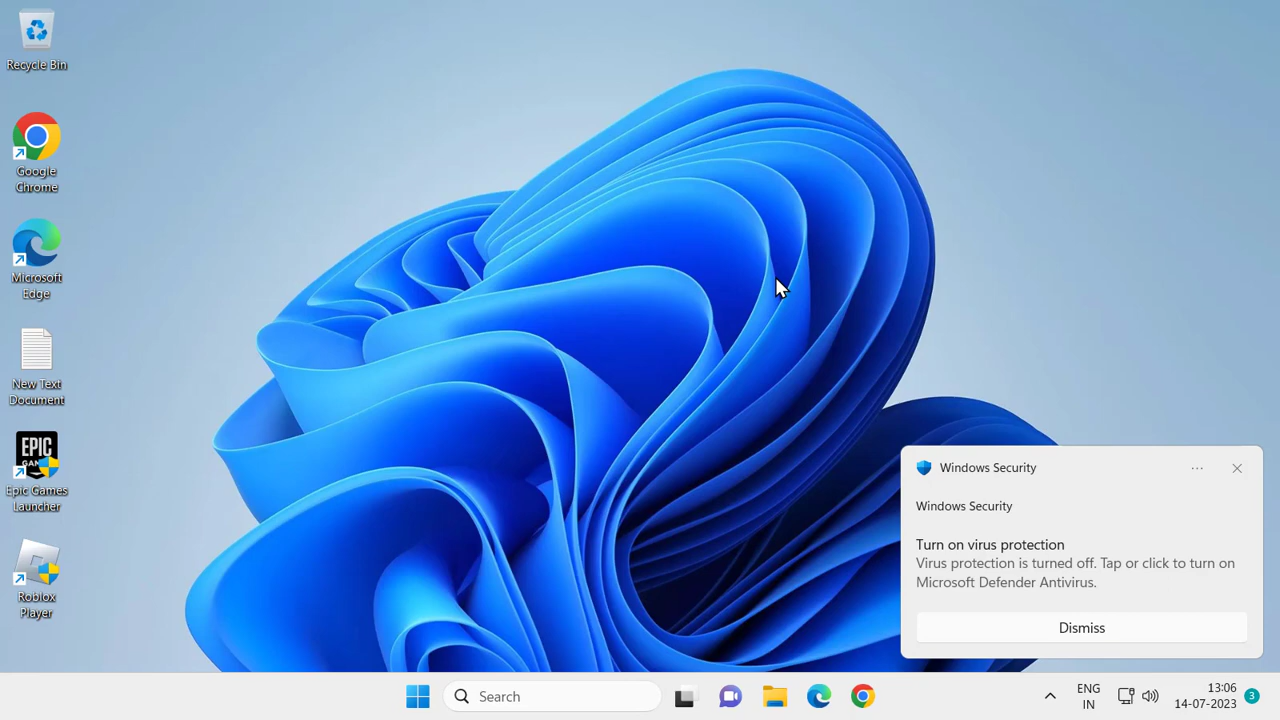 Recycle Bin
Google
Chrome
Microsoft
Edge
New Text
Document
EPIC
GAMES
Epic Games
Launcher
Roblox
Player
Windows Security
Windows Security
Turn on virus protection
Virus protection is turned off. Tap or click to turn on
Microsoft Defender Antivirus.
Dismiss
Search
ENG
IN
13:06
14-07-2023
3